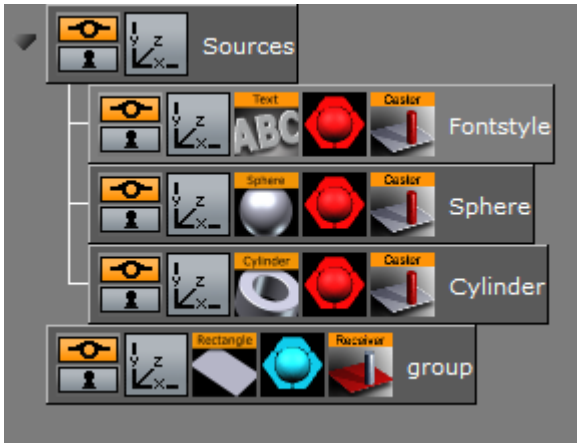 Sources
y z x
Text ABC Caster Fontstyle
y z x
Sphere Caster Sphere
y z x
Cylinder Caster Cylinder
y z x
Rectangle Receiver group
y z x